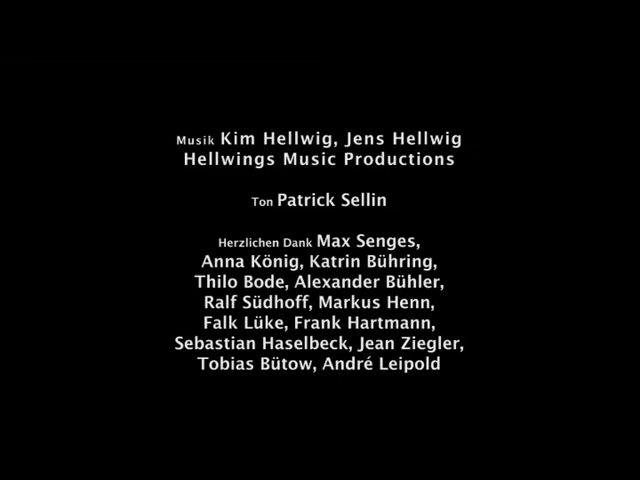 Musik Kim Hellwig, Jens Hellwig
Hellwings Music Productions
Ton Patrick Sellin
Herzlichen Dank Max Senges,
Anna König, Katrin Bühring,
Thilo Bode, Alexander Bühler,
Ralf Südhoff, Markus Henn,
Falk Lüke, Frank Hartmann,
Sebastian Haselbeck, Jean Ziegler,
Tobias Bütow, André Leipold